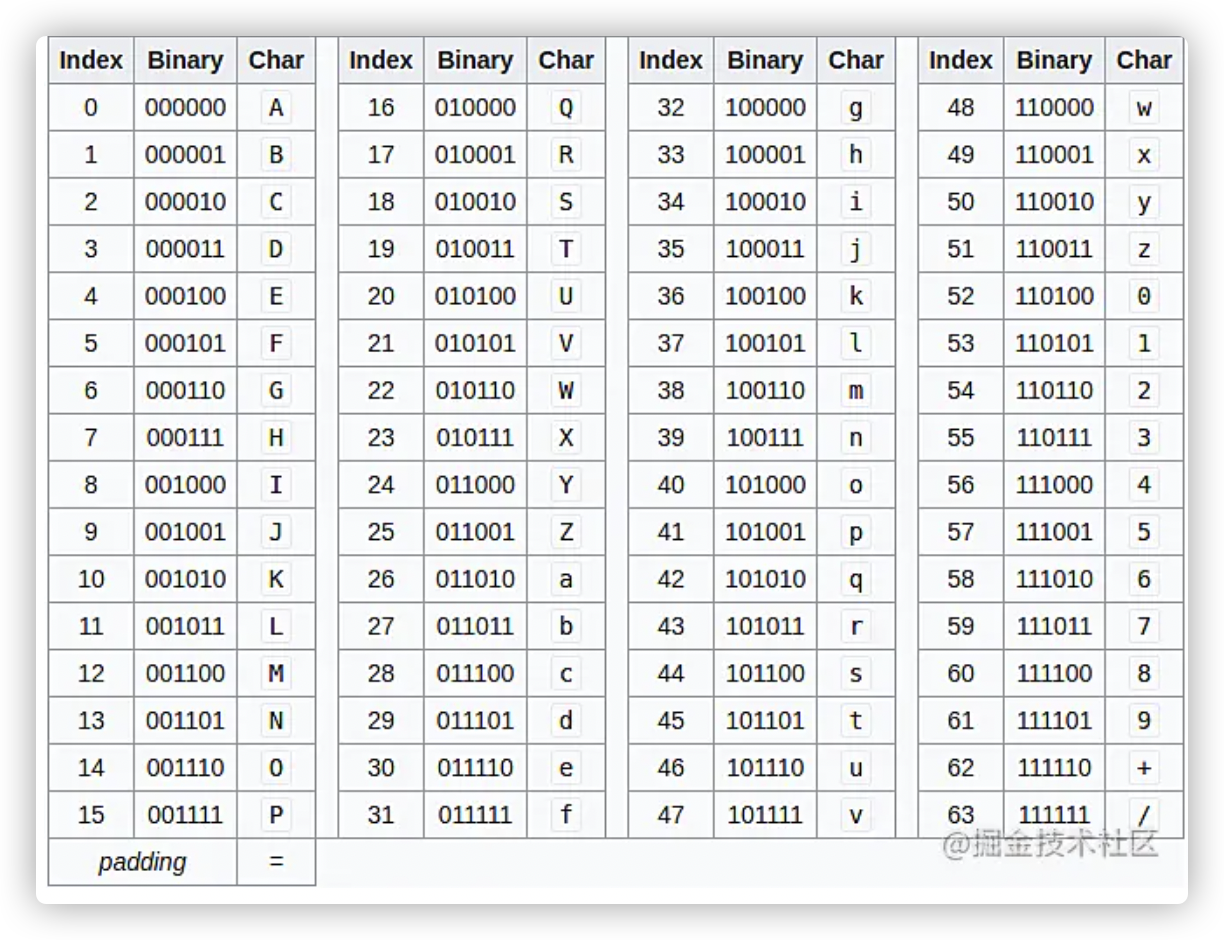 Index Binary Char Index Binary Char Index Binary Char Index Binary Char
0 000000 A 16 010000 Q 32 100000 g 48 110000 w
1 000001 B 17 010001 R 33 100001 h 49 110001 x
2 000010 C 18 010010 S 34 100010 i 50 110010 y
3 000011 D 19 010011 T 35 100011 j 51 110011 z
4 000100 E 20 010100 U 36 100100 k 52 110100 0
5 000101 F 21 010101 V 37 100101 l 53 110101 1
6 000110 G 22 010110 W 38 100110 m 54 110110 2
7 000111 H 23 010111 X 39 100111 n 55 110111 3
8 001000 I 24 011000 Y 40 101000 o 56 111000 4
9 001001 J 25 011001 Z 41 101001 p 57 111001 5
10 001010 K 26 011010 a 42 101010 q 58 111010 6
11 001011 L 27 011011 b 43 101011 r 59 111011 7
12 001100 M 28 011100 c 44 101100 s 60 111100 8
13 001101 N 29 011101 d 45 101101 t 61 111101 9
14 001110 O 30 011110 e 46 101110 u 62 111110 +
15 001111 P 31 011111 f 47 101111 v 63 111111 /
padding =
@掘金技术社区